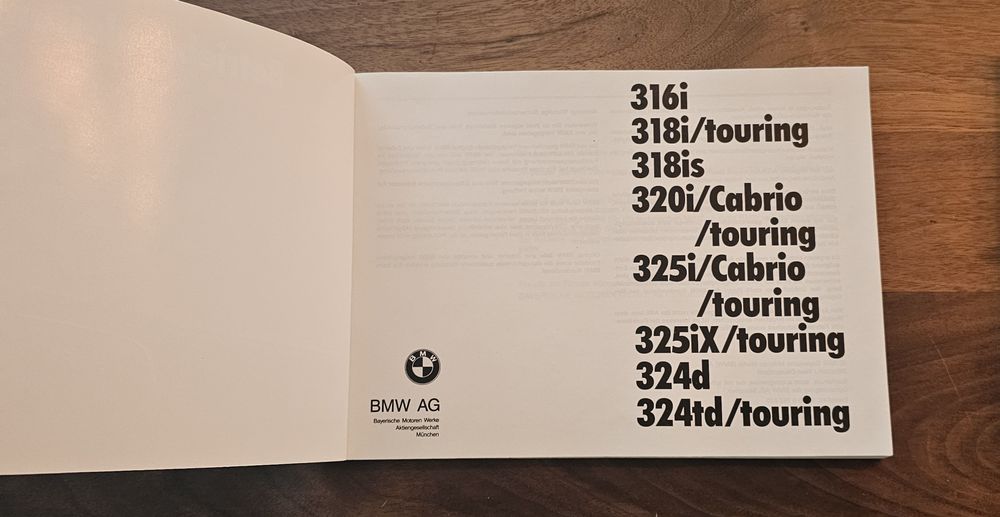 316i
318i/touring
318is
320i/Cabrio
/touring
325i/Cabrio
/touring
325iX/touring
324d
324td/touring
BMW
BMW AG
Bayerische Motoren Werke
Aktiengesellschaft
München